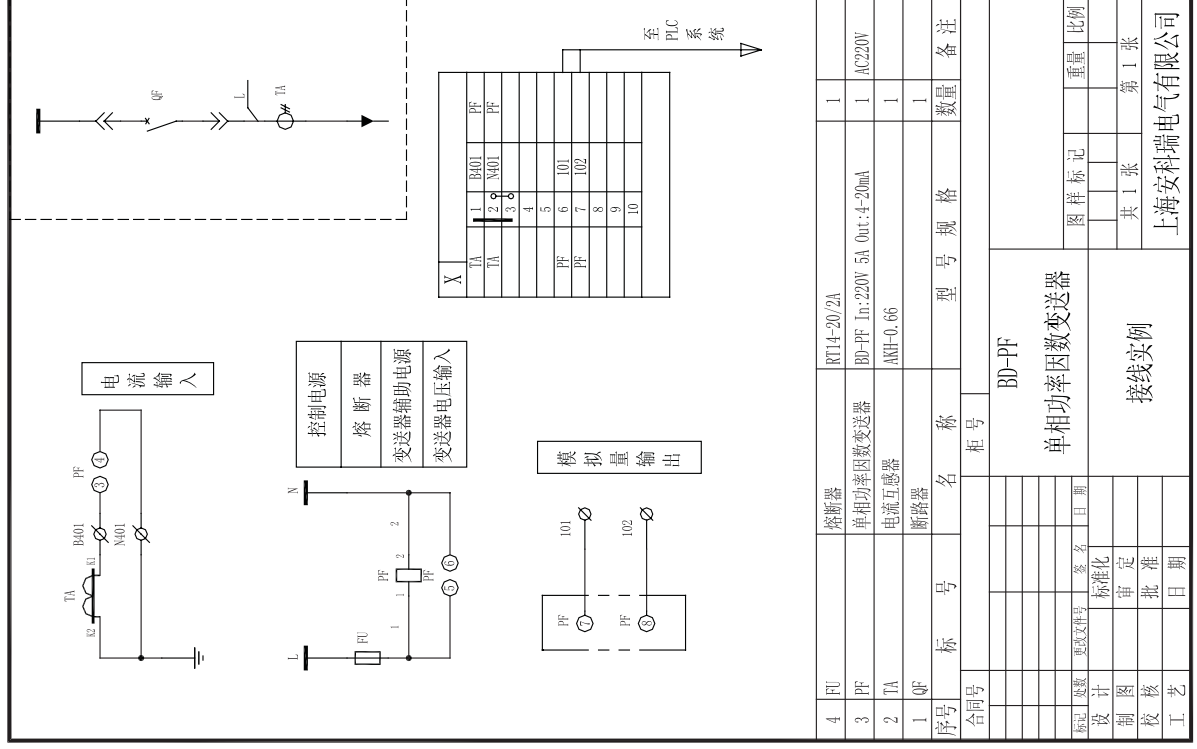 QF
L
TA
至
PLC
系 统
X
TA 1 B401 PF
TA 2 N401 PF
3
4
5
PF 6 101
PF 7 102
8
9
10
电 流
输 入
TA
K2
K1
B401
N401
PF
3 4
控制电源
熔 断 器
变送器辅助电源
变送器电压输入
L
N
FU
1
1 PF 2
2
PF
5 6
模 拟 量 输 出
PF
7
101
PF
8
102
4 FU 熔断器 RT14-20/2A 1
3 PF 单相功率因数变送器 BD-PF In:220V 5A Out:4-20mA 1 AC220V
2 TA 电流互感器 AKH-0.66 1
1 QF 断路器 1
序号 标 号 名 称 型 号 规 格 数量 备 注
合同号 柜 号
BD-PF
单相功率因数变送器
接线实例
标记 处数 更改文件号 签 名 日 期
设 计 标准化
制 图 审 定
校 核 批 准
工 艺 日 期
图 样 标 记 重量 比例
共 1 张 第 1 张
上海安科瑞电气有限公司